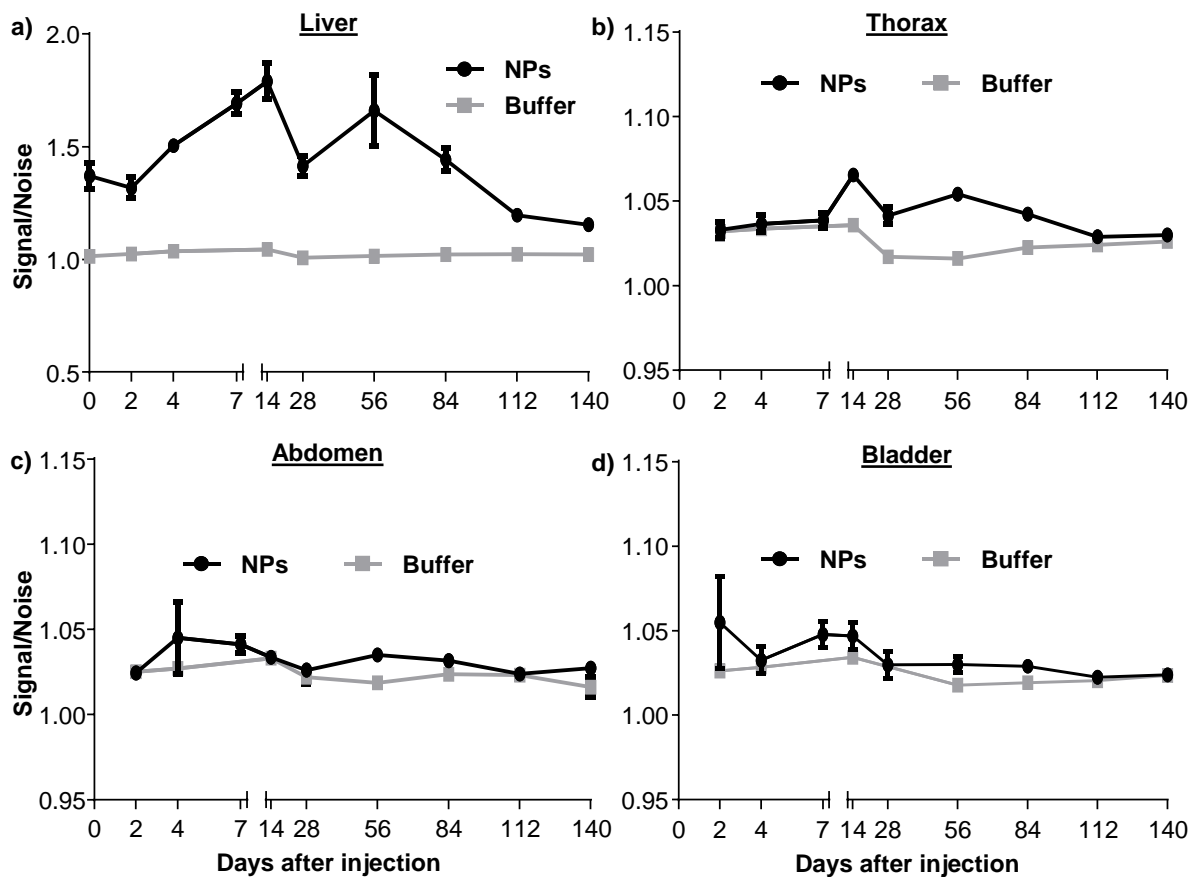 a)
Liver
2.0
1.5
1.0
0.5
Signal/Noise
NPs
Buffer
0 2 4 7 14 28 56 84 112 140
b)
Thorax
1.15
1.10
1.05
1.00
0.95
NPs Buffer
0 2 4 7 14 28 56 84 112 140
c)
Abdomen
1.15
1.10
1.05
1.00
0.95
Signal/Noise
NPs Buffer
0 2 4 7 14 28 56 84 112 140
Days after injection
d)
Bladder
1.15
1.10
1.05
1.00
0.95
NPs Buffer
0 2 4 7 14 28 56 84 112 140
Days after injection